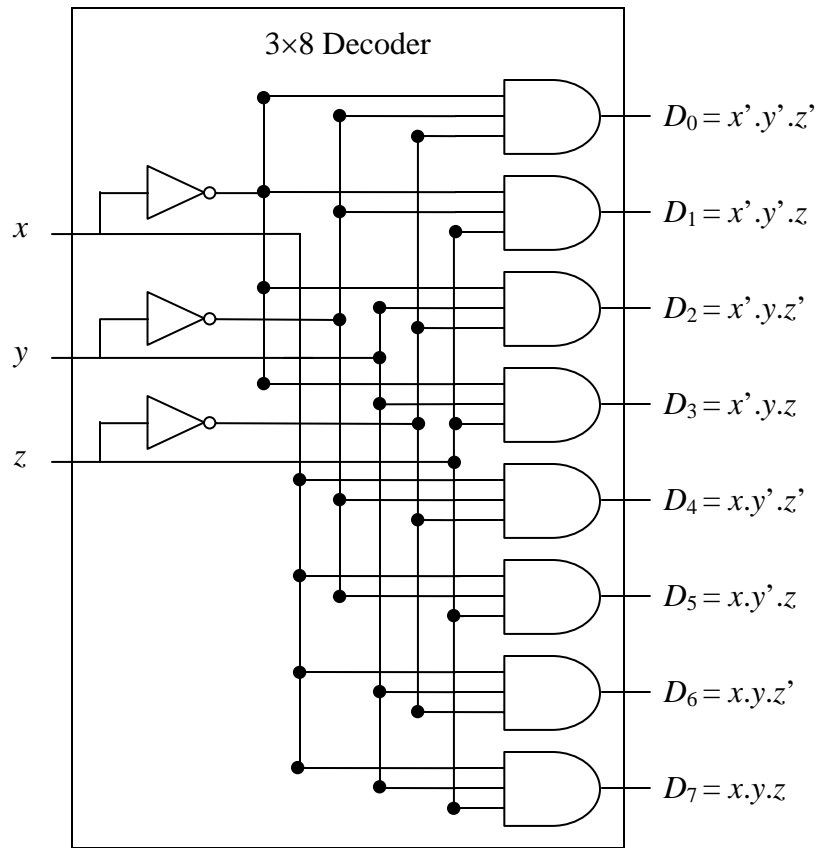 3×8 Decoder
D₀ = x’.y’.z’
D₁ = x’.y’.z
x
D₂ = x’.y.z’
y
D₃ = x’.y.z
z
D₄ = x.y’.z’
D₅ = x.y’.z
D₆ = x.y.z’
D₇ = x.y.z